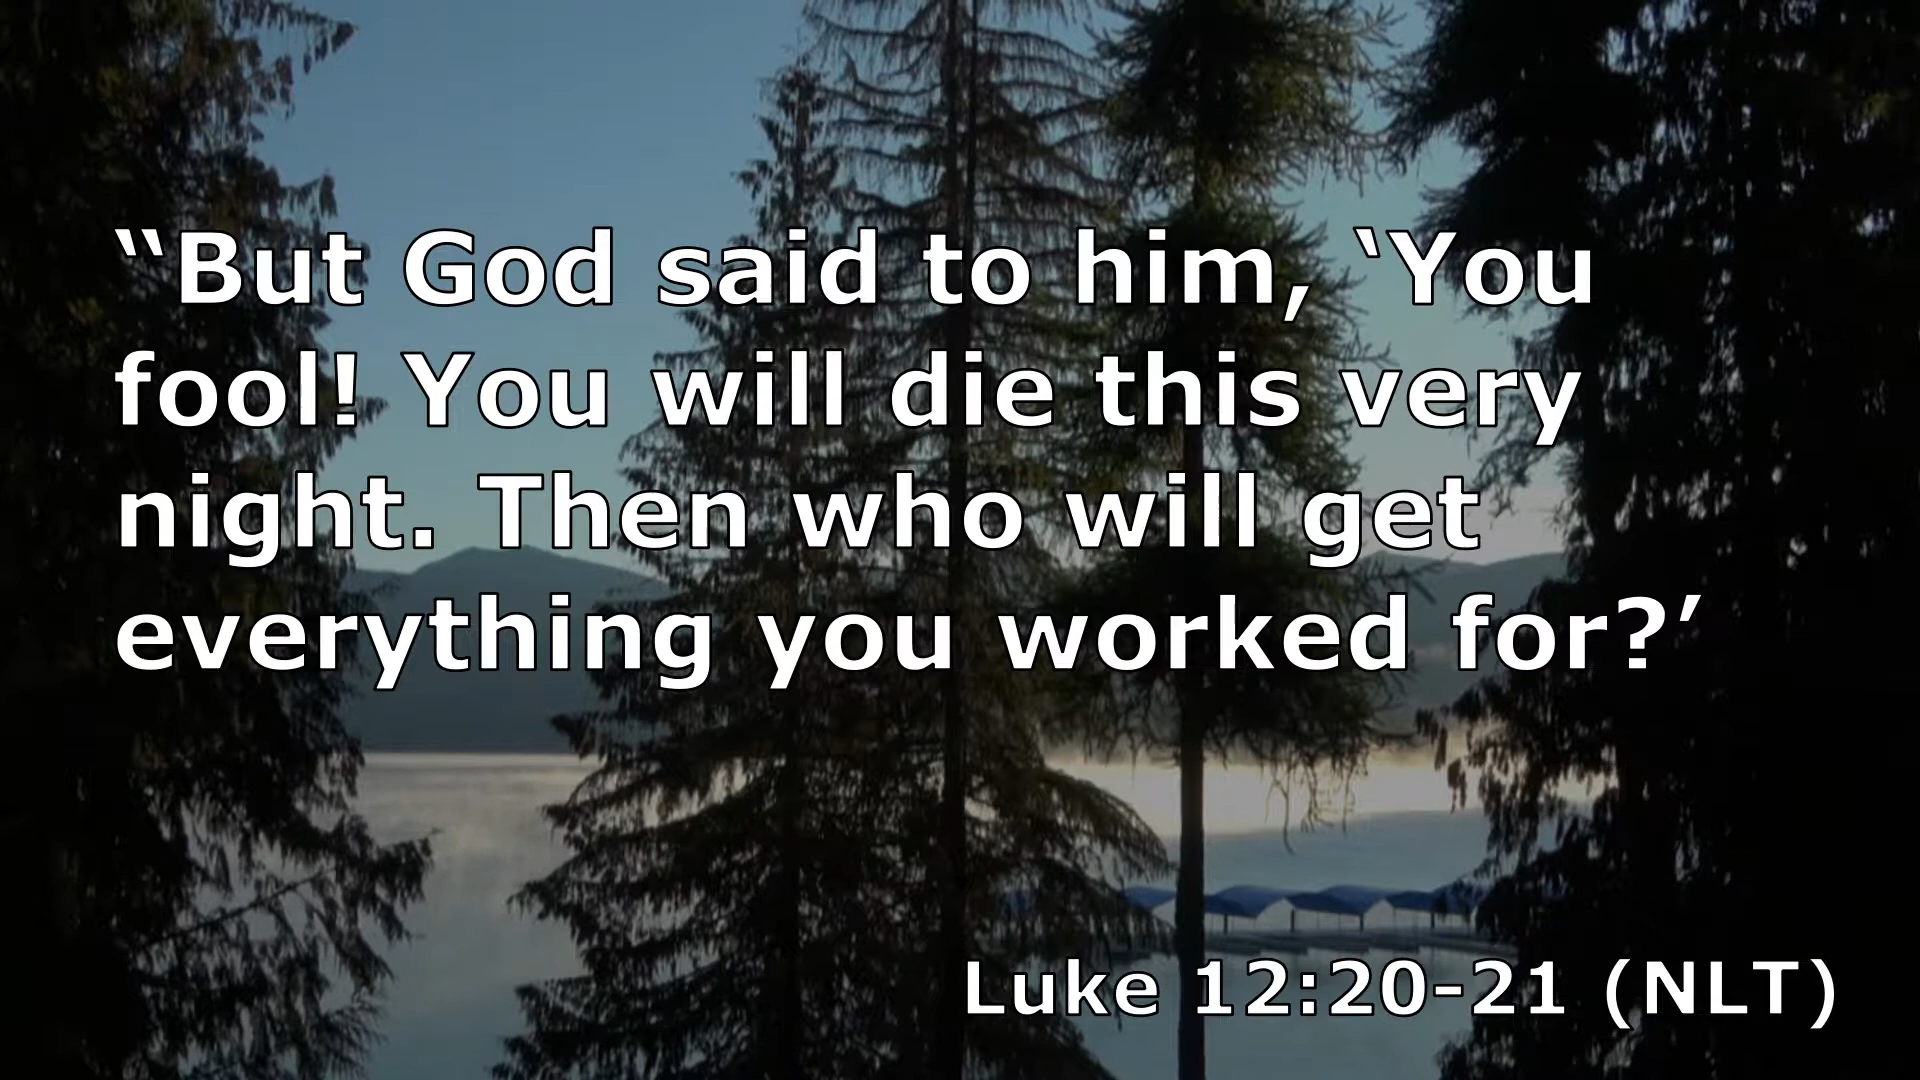 “But God said to him, ‘You
fool! You will die this very
night. Then who will get
everything you worked for?’
Luke 12:20-21 (NLT)